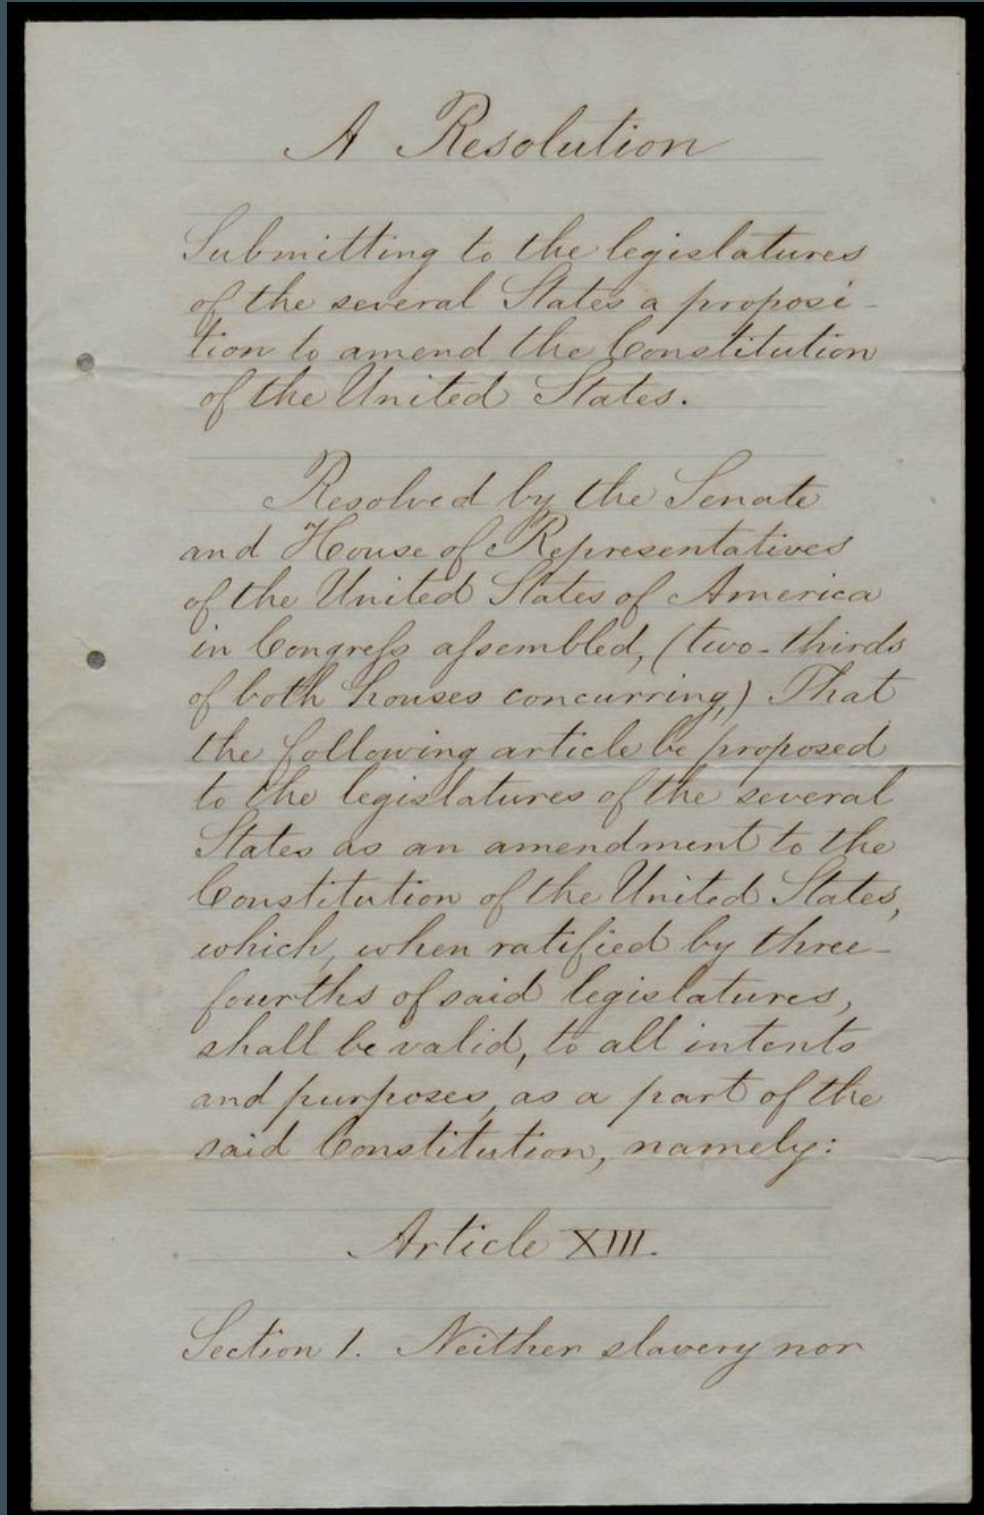 A Resolution
Submitting to the legislatures
of the several States a proposi-
tion to amend the Constitution
of the United States.
Resolved by the Senate
and House of Representatives
of the United States of America
in Congreſs aſsembled, (two-thirds
of both houses concurring,) That
the following article be proposed
to the legislatures of the several
States as an amendment to the
Constitution of the United States,
which, when ratified by three-
fourths of said legislatures,
shall be valid, to all intents
and purposes, as a part of the
said Constitution, namely:
Article XIII.
Section 1. Neither slavery nor